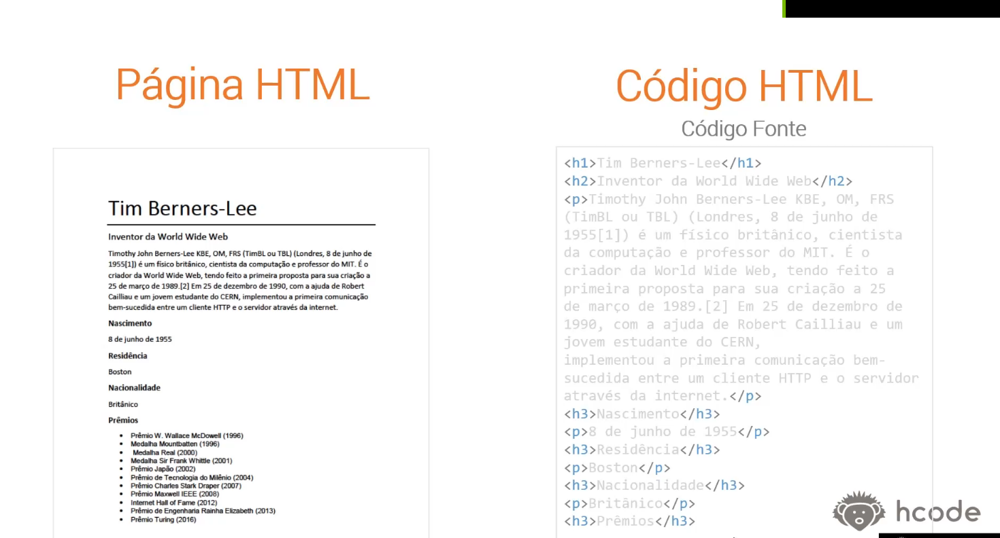 Página HTML
Tim Berners-Lee
Inventor da World Wide Web
Timothy John Berners-Lee KBE, OM, FRS (TimBL ou TBL) (Londres, 8 de junho de
1955[1]) é um físico britânico, cientista da computação e professor do MIT. É o
criador da World Wide Web, tendo feito a primeira proposta para sua criação a
25 de março de 1989.[2] Em 25 de dezembro de 1990, com a ajuda de Robert
Cailliau e um jovem estudante do CERN, implementou a primeira comunicação
bem-sucedida entre um cliente HTTP e o servidor através da internet.
Nascimento
8 de junho de 1955
Residência
Boston
Nacionalidade
Britânico
Prêmios
• Prêmio W. Wallace McDowell (1996)
• Medalha Mountbatten (1996)
• Medalha Real (2000)
• Medalha Sir Frank Whittle (2001)
• Prêmio Japão (2002)
• Prêmio de Tecnologia do Milênio (2004)
• Prêmio Charles Stark Draper (2007)
• Prêmio Maxwell IEEE (2008)
• Internet Hall of Fame (2012)
• Prêmio de Engenharia Rainha Elizabeth (2013)
• Prêmio Turing (2016)
Código HTML
Código Fonte
<h1>Tim Berners-Lee</h1>
<h2>Inventor da World Wide Web</h2>
<p>Timothy John Berners-Lee KBE, OM, FRS
(TimBL ou TBL) (Londres, 8 de junho de
1955[1]) é um físico britânico, cientista
da computação e professor do MIT. É o
criador da World Wide Web, tendo feito a
primeira proposta para sua criação a 25
de março de 1989.[2] Em 25 de dezembro de
1990, com a ajuda de Robert Cailliau e um
jovem estudante do CERN,
implementou a primeira comunicação bem-
sucedida entre um cliente HTTP e o servidor
através da internet.</p>
<h3>Nascimento</h3>
<p>8 de junho de 1955</p>
<h3>Residência</h3>
<p>Boston</p>
<h3>Nacionalidade</h3>
<p>Britânico</p>
<h3>Prêmios</h3>
hcode